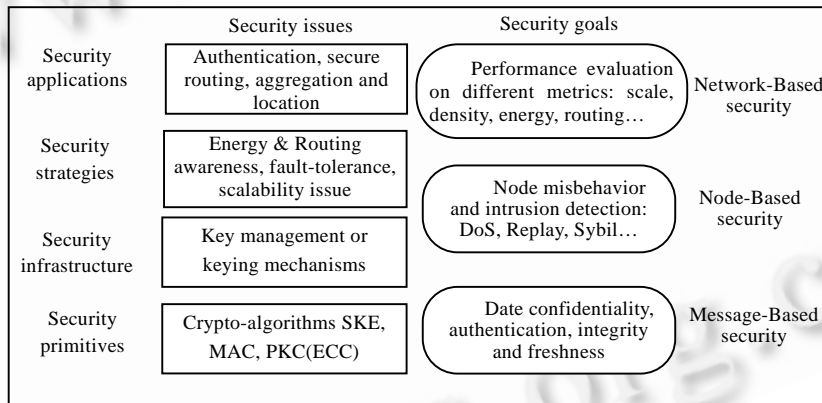 Security issues
Security goals
Security
applications
Authentication, secure
routing, aggregation and
location
Performance evaluation
on different metrics: scale,
density, energy, routing…
Network-Based
security
Security
strategies
Energy & Routing
awareness, fault-tolerance,
scalability issue
Node misbehavior
and intrusion detection:
DoS, Replay, Sybil…
Node-Based
security
Security
infrastructure
Key management or
keying mechanisms
Security
primitives
Crypto-algorithms SKE,
MAC, PKC(ECC)
Date confidentiality,
authentication, integrity
and freshness
Message-Based
security